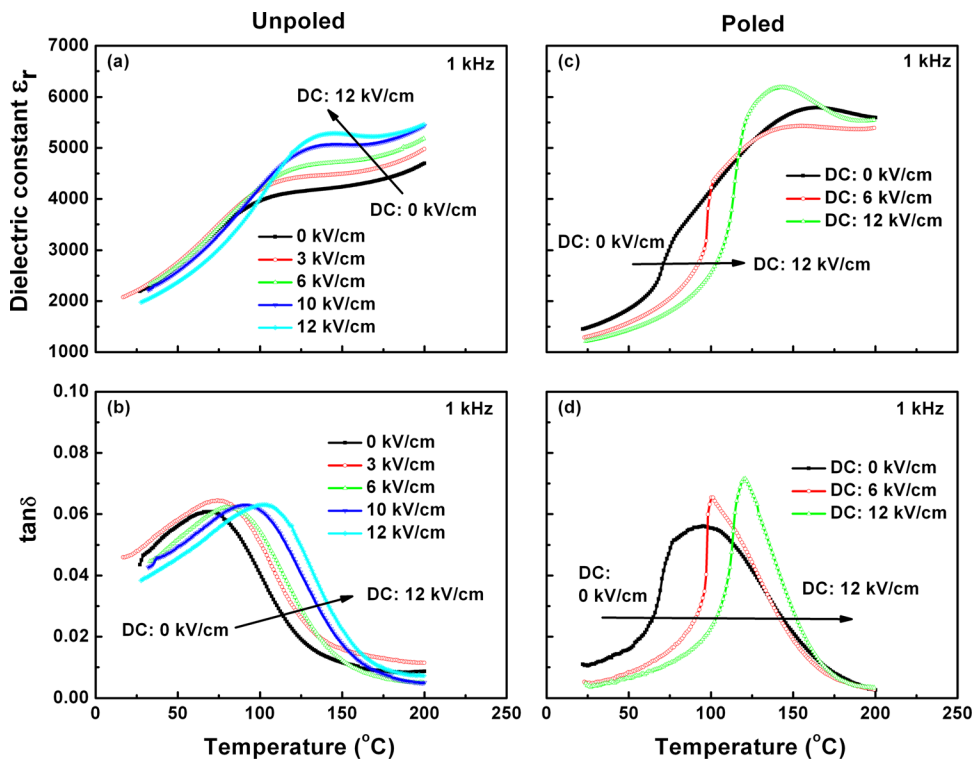 Unpoled
Poled
(a)
1 kHz
DC: 12 kV/cm
DC: 0 kV/cm
0 kV/cm
3 kV/cm
6 kV/cm
10 kV/cm
12 kV/cm
Dielectric constant εr
7000
6000
5000
4000
3000
2000
1000
(c)
1 kHz
DC: 0 kV/cm
DC: 6 kV/cm
DC: 12 kV/cm
DC: 0 kV/cm
DC: 12 kV/cm
(b)
1 kHz
0 kV/cm
3 kV/cm
6 kV/cm
10 kV/cm
12 kV/cm
DC: 12 kV/cm
DC: 0 kV/cm
tanδ
0.10
0.08
0.06
0.04
0.02
0.00
0 50 100 150 200
Temperature (°C)
(d)
1 kHz
DC: 0 kV/cm
DC: 6 kV/cm
DC: 12 kV/cm
DC:
0 kV/cm
DC: 12 kV/cm
0 50 100 150 200 250
Temperature (°C)